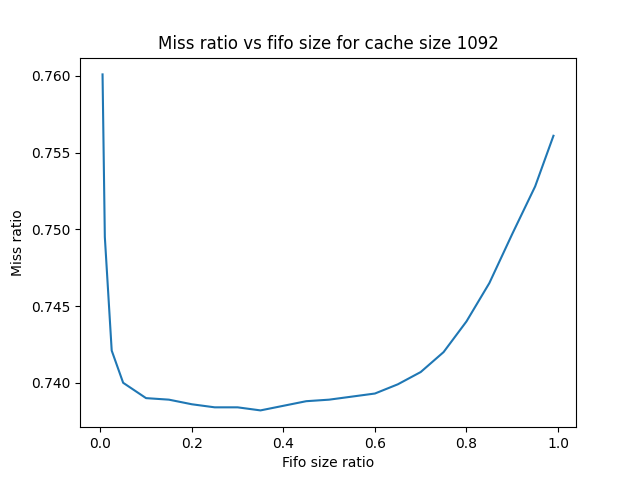 Miss ratio vs fifo size for cache size 1092
0.760
0.755
0.750
0.745
0.740
Miss ratio
0.0 0.2 0.4 0.6 0.8 1.0
Fifo size ratio